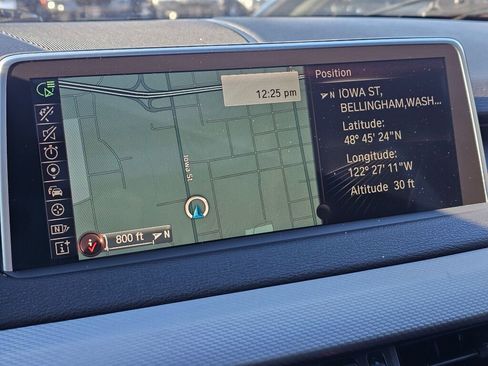 12:25 pm
Iowa St
800 ft
N
Position
N IOWA ST,
BELLINGHAM,WASH...
Latitude:
48° 45' 24"N
Longitude:
122° 27' 11"W
Altitude 30 ft